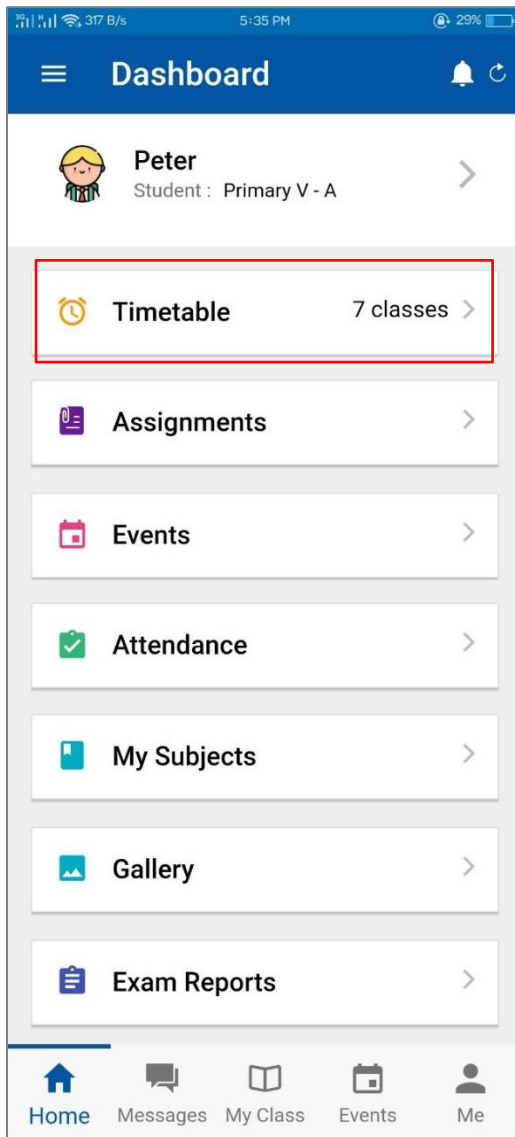 3G 317 B/s 5:35 PM 29%
Dashboard
Peter
Student : Primary V - A
Timetable 7 classes
Assignments
Events
Attendance
My Subjects
Gallery
Exam Reports
Home Messages My Class Events Me